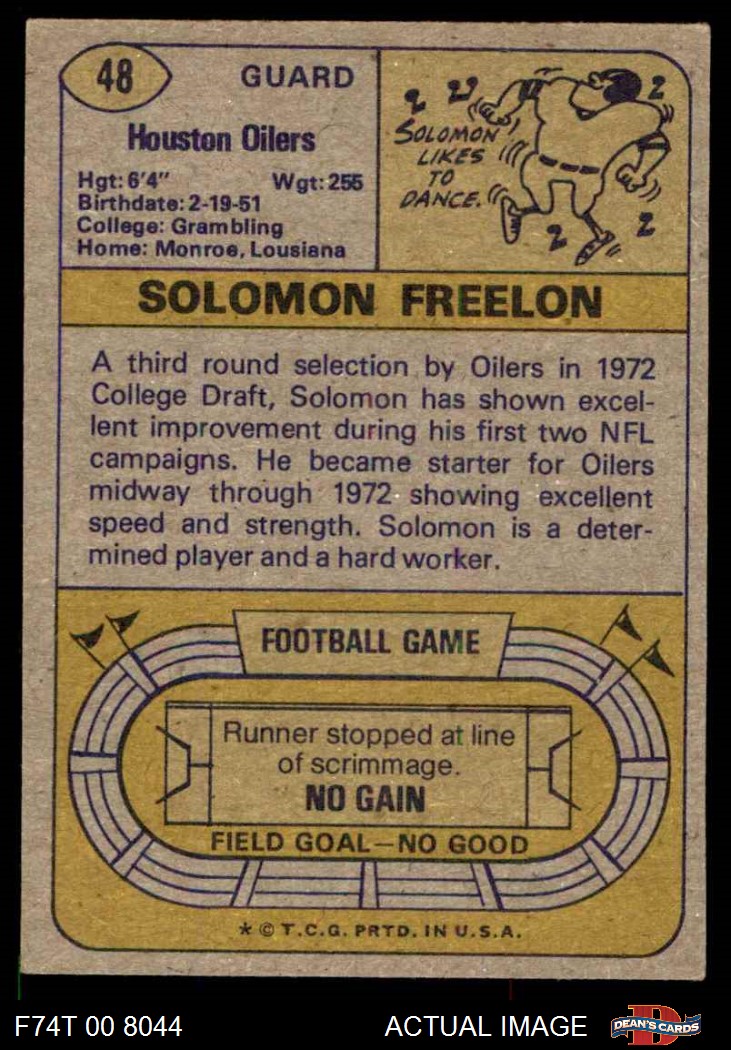 48
GUARD
Houston Oilers
Hgt: 6'4" Wgt: 255
Birthdate: 2-19-51
College: Grambling
Home: Monroe, Lousiana
SOLOMON
LIKES
TO
DANCE.
SOLOMON FREELON
A third round selection by Oilers in 1972
College Draft, Solomon has shown excel-
lent improvement during his first two NFL
campaigns. He became starter for Oilers
midway through 1972 showing excellent
speed and strength. Solomon is a deter-
mined player and a hard worker.
FOOTBALL GAME
Runner stopped at line
of scrimmage.
NO GAIN
FIELD GOAL—NO GOOD
* © T.C.G. PRTD. IN U.S.A.
F74T 00 8044
ACTUAL IMAGE
D
DEAN'S CARDS